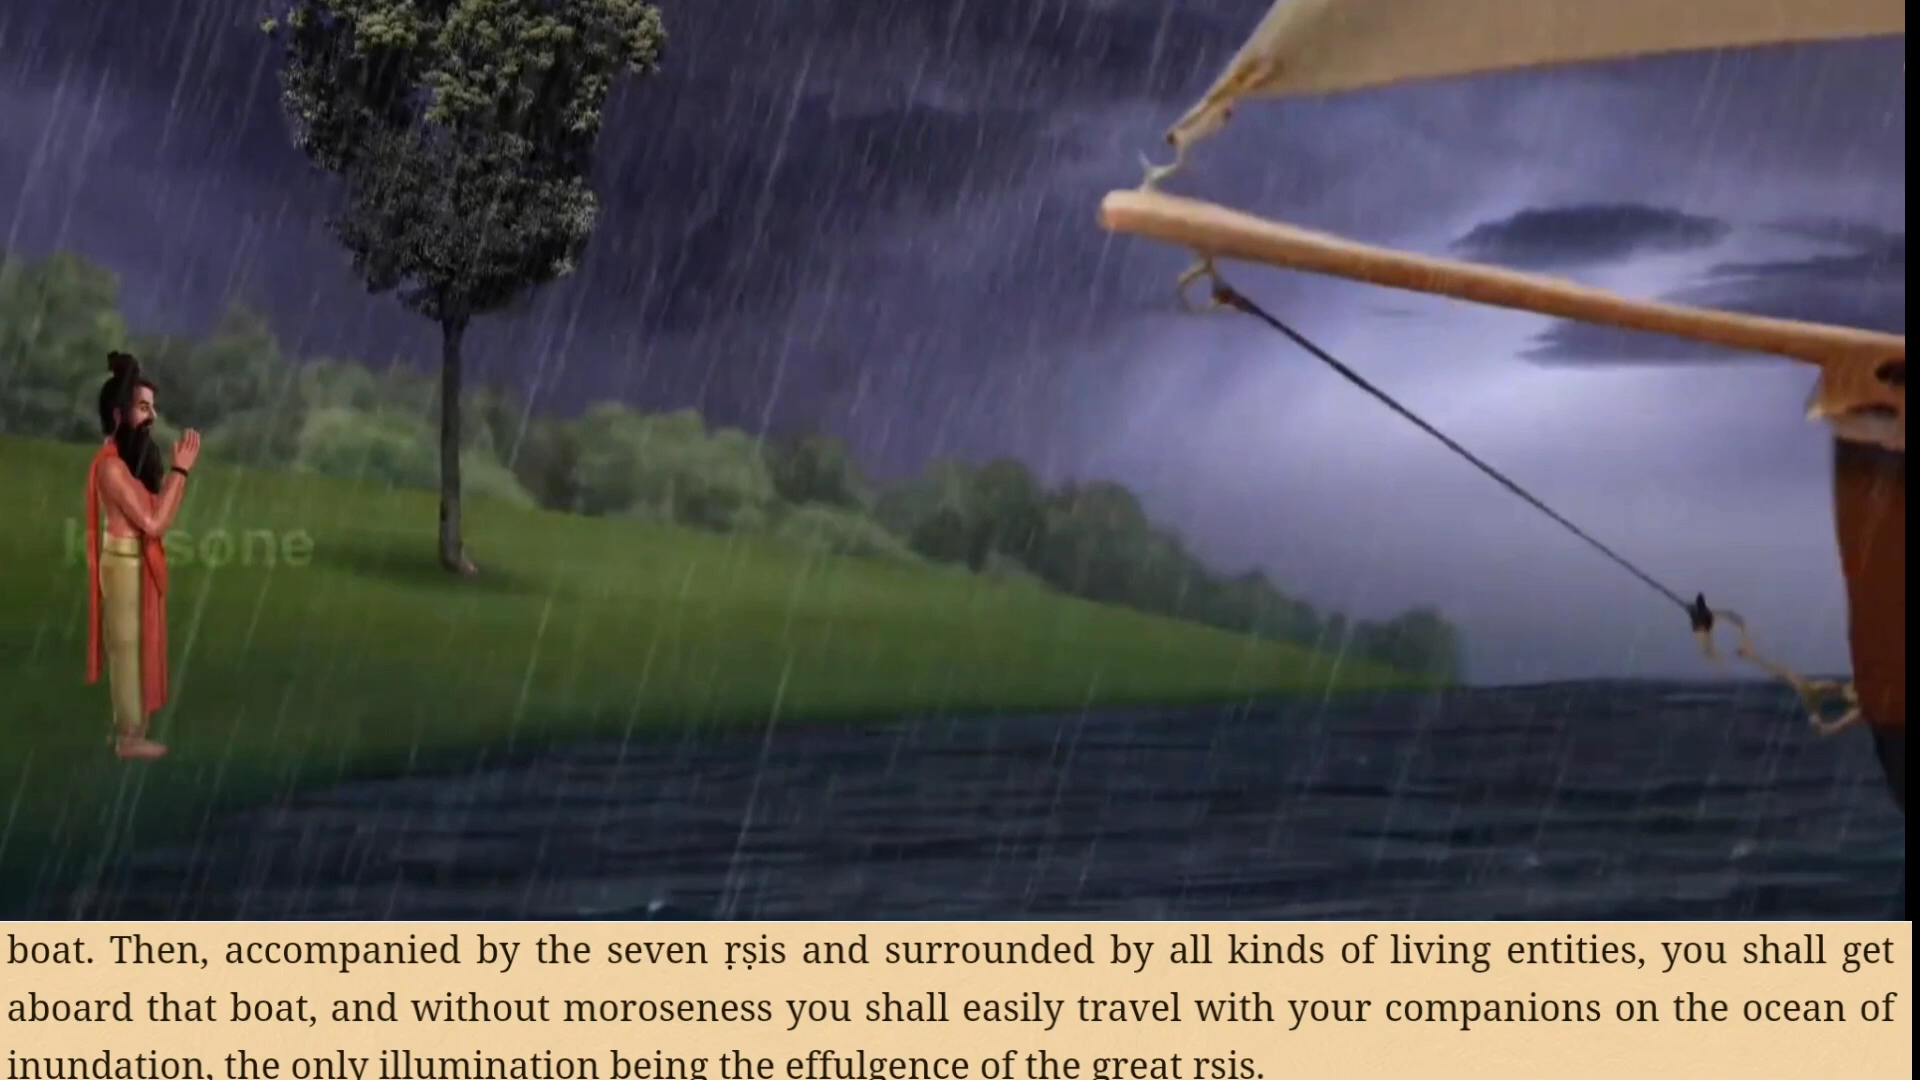 boat. Then, accompanied by the seven ṛṣis and surrounded by all kinds of living entities, you shall get
aboard that boat, and without moroseness you shall easily travel with your companions on the ocean of
inundation, the only illumination being the effulgence of the great ṛṣis.